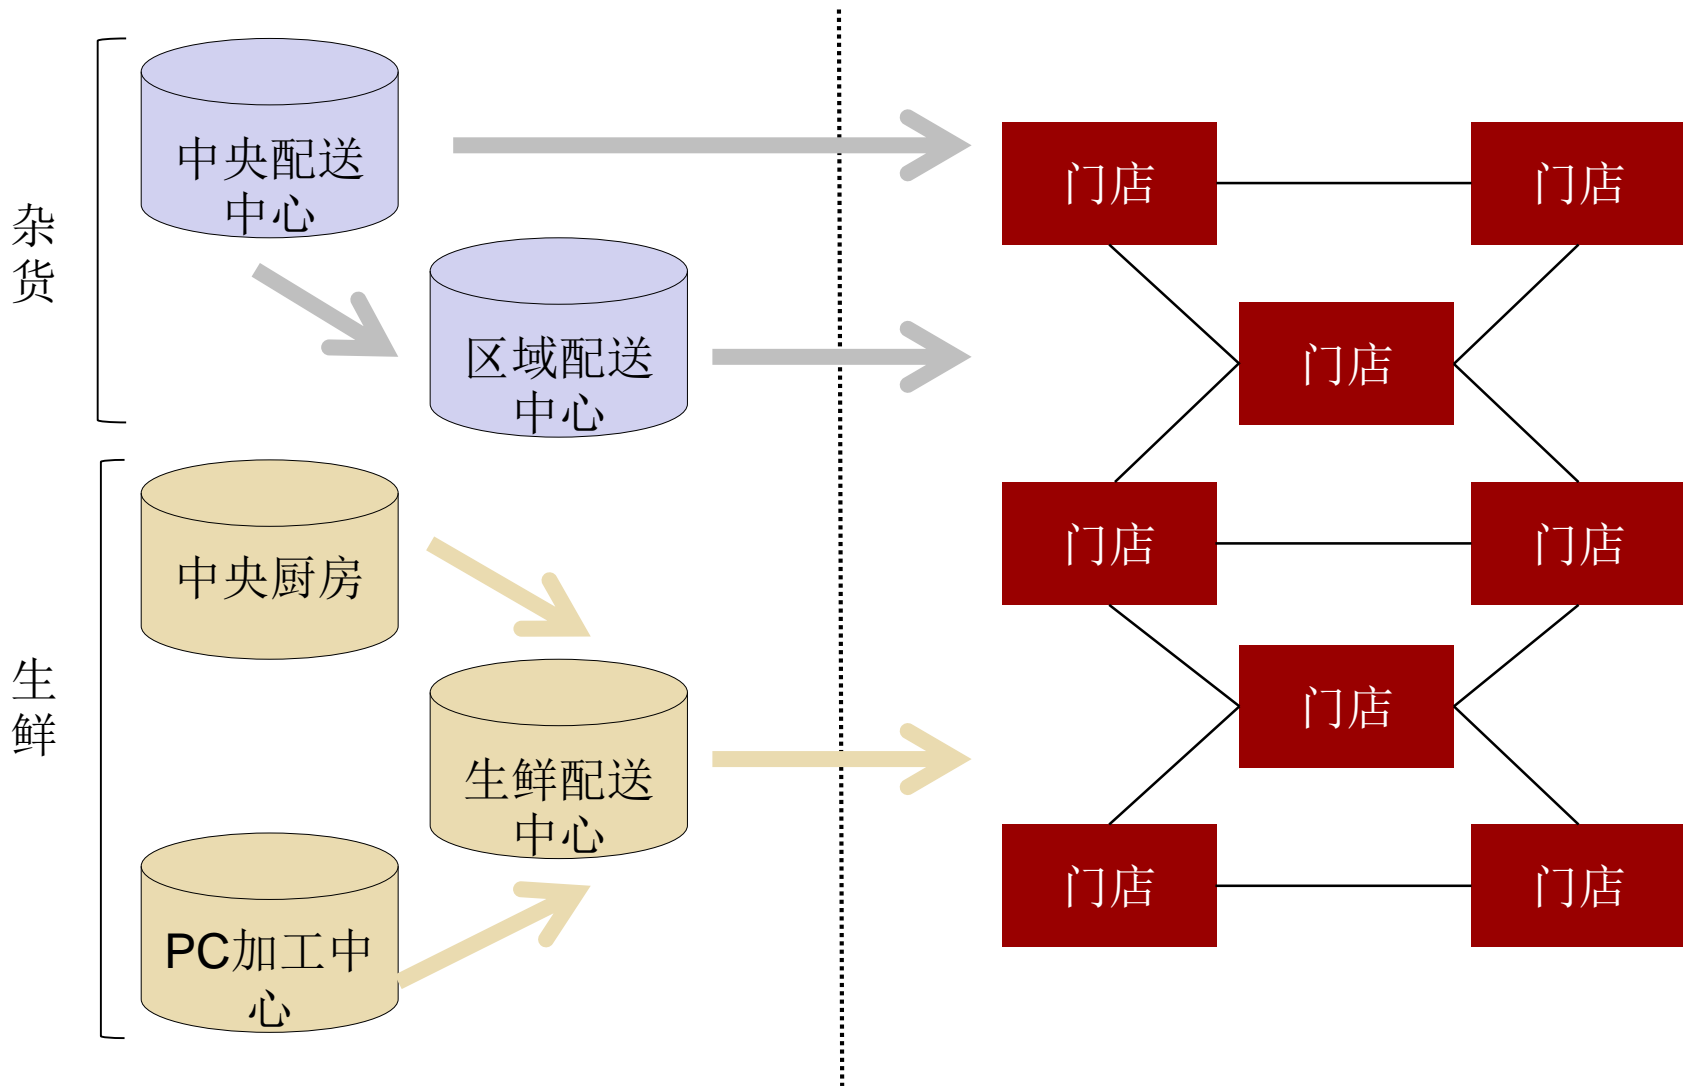 杂
货
中央配送
中心
区域配送
中心
生
鲜
中央厨房
生鲜配送
中心
PC加工中
心
门店
门店
门店
门店
门店
门店
门店
门店